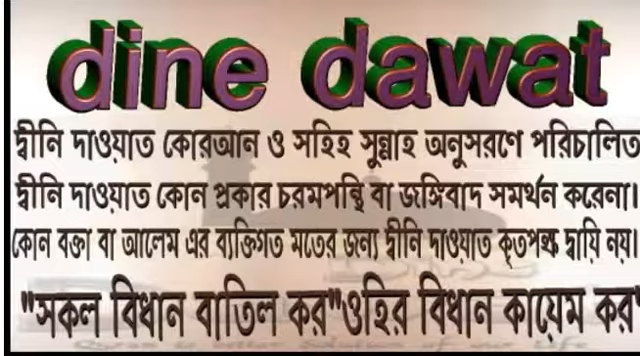 dine dawat
দ্বীনি দাওয়াত কোরআন ও সহিহ সুন্নাহ অনুসরণে পরিচালিত
দ্বীনি দাওয়াত কোন প্রকার চরমপন্থি বা জঙ্গিবাদ সমর্থন করেনা।
কোন বক্তা বা আলেম এর ব্যক্তিগত মতের জন্য দ্বীনি দাওয়াত কৃতপক্ষ দ্বায়ি নয়।
"সকল বিধান বাতিল কর"ওহির বিধান কায়েম কর"